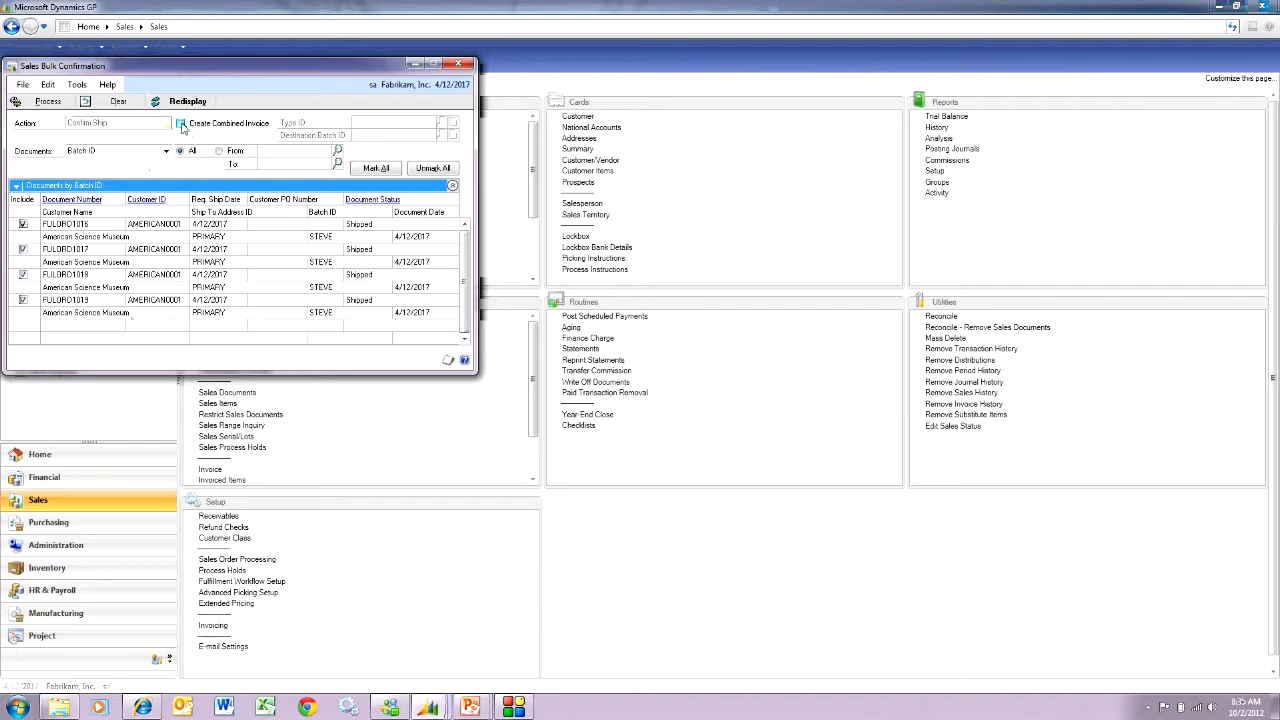 Microsoft Dynamics GP
Home
Sales
Sales
Customize this page...
Sales Bulk Confirmation
File Edit Tools Help
sa Fabrikam, Inc. 4/12/2017
Process Clear Redisplay
Action: Confirm Ship Create Combined Invoice Type ID
Destination Batch ID
Documents: Batch ID All From:
To:
Mark All Unmark All
Documents by Batch ID
Include Document Number Customer ID Req. Ship Date Customer PO Number Document Status
Customer Name Ship To Address ID Batch ID Document Date
FULORD1016 AMERICAN0001 4/12/2017 Shipped
American Science Museum PRIMARY STEVE 4/12/2017
FULORD1017 AMERICAN0001 4/12/2017 Shipped
American Science Museum PRIMARY STEVE 4/12/2017
FULORD1018 AMERICAN0001 4/12/2017 Shipped
American Science Museum PRIMARY STEVE 4/12/2017
FULORD1019 AMERICAN0001 4/12/2017 Shipped
American Science Museum PRIMARY STEVE 4/12/2017
Cards
Customer
National Accounts
Addresses
Summary
Customer/Vendor
Customer Items
Prospects
Salesperson
Sales Territory
Lockbox
Lockbox Bank Details
Picking Instructions
Process Instructions
Reports
Trial Balance
History
Analysis
Posting Journals
Commissions
Setup
Groups
Activity
Routines
Post Scheduled Payments
Aging
Finance Charge
Statements
Reprint Statements
Transfer Commission
Write Off Documents
Paid Transaction Removal
Year-End Close
Checklists
Utilities
Reconcile
Reconcile - Remove Sales Documents
Mass Delete
Remove Transaction History
Remove Distributions
Remove Period History
Remove Journal History
Remove Sales History
Remove Invoice History
Remove Substitute Items
Edit Sales Status
Sales Documents
Sales Items
Restrict Sales Documents
Sales Range Inquiry
Sales Serial/Lots
Sales Process Holds
Invoice
Invoiced Items
Setup
Receivables
Refund Checks
Customer Class
Sales Order Processing
Process Holds
Fulfillment Workflow Setup
Advanced Picking Setup
Extended Pricing
Invoicing
E-mail Settings
Home
Financial
Sales
Purchasing
Administration
Inventory
HR & Payroll
Manufacturing
Project
4/12/2017 Fabrikam, Inc. sa
8:35 AM
10/2/2012